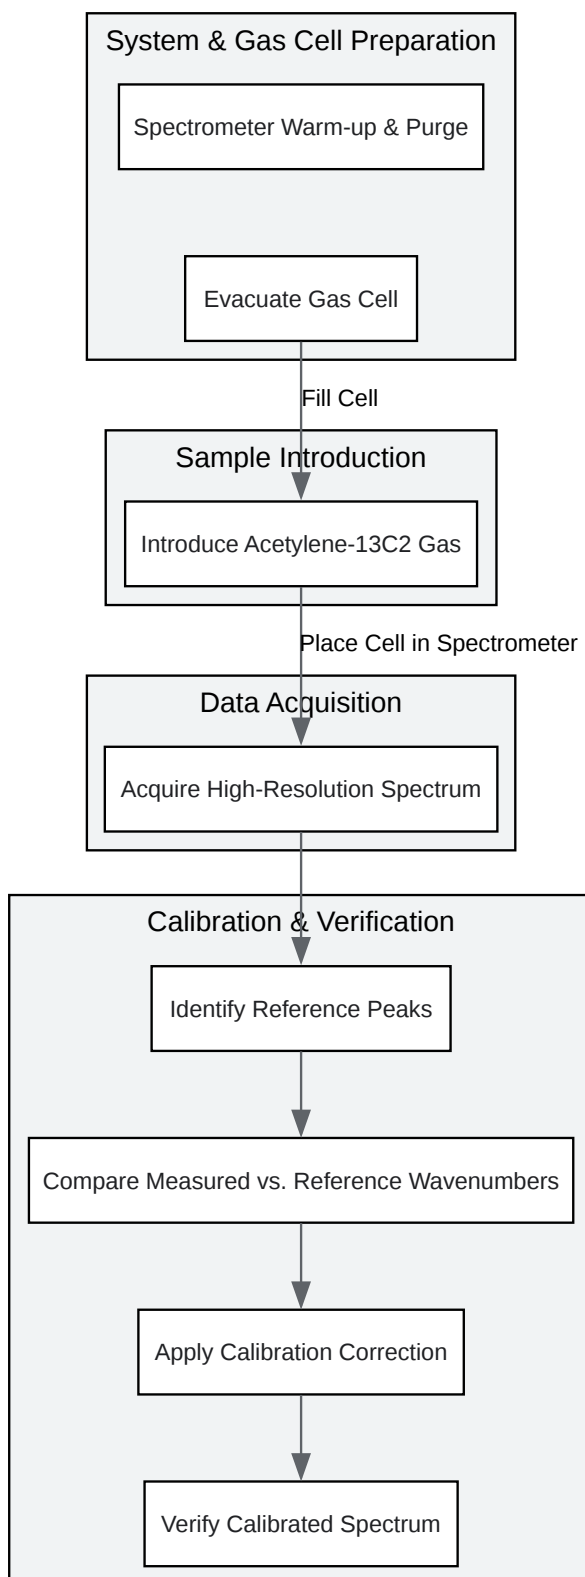 System & Gas Cell Preparation
Spectrometer Warm-up & Purge
Evacuate Gas Cell
Fill Cell
Sample Introduction
Introduce Acetylene-13C2 Gas
Place Cell in Spectrometer
Data Acquisition
Acquire High-Resolution Spectrum
Calibration & Verification
Identify Reference Peaks
Compare Measured vs. Reference Wavenumbers
Apply Calibration Correction
Verify Calibrated Spectrum